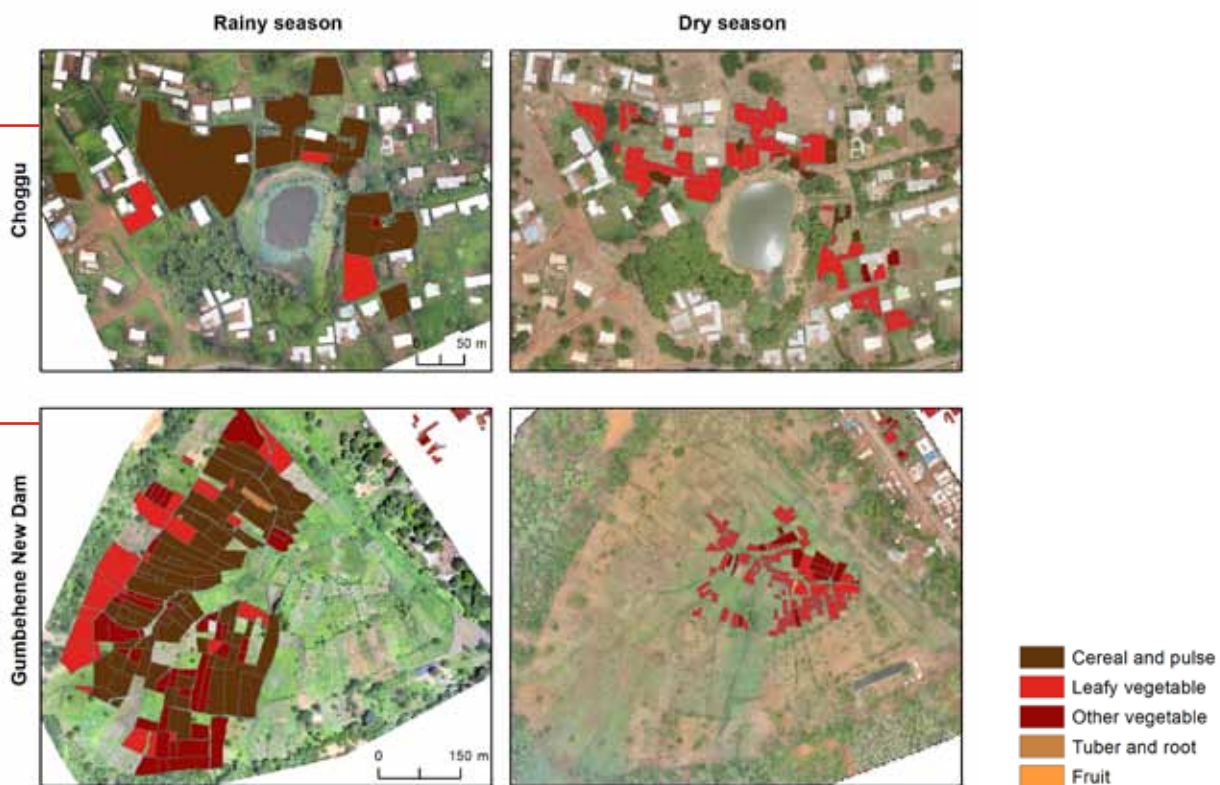 Rainy season
Dry season
Choggu
0 50 m
Gumbehene New Dam
0 150 m
Cereal and pulse
Leafy vegetable
Other vegetable
Tuber and root
Fruit